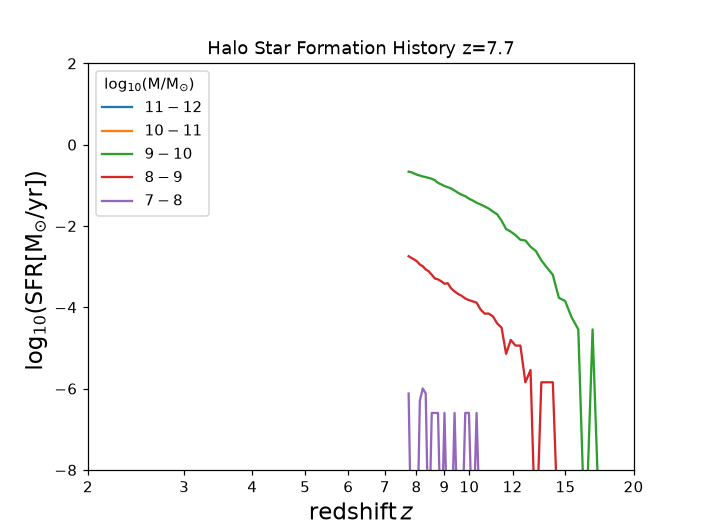 Halo Star Formation History z=7.7
log₁₀(M/M⊙)
11 − 12
10 − 11
9 − 10
8 − 9
7 − 8
log₁₀(SFR[M⊙/yr])
2
0
−2
−4
−6
−8
2 3 4 5 6 7 8 9 10 12 15 20
redshift z